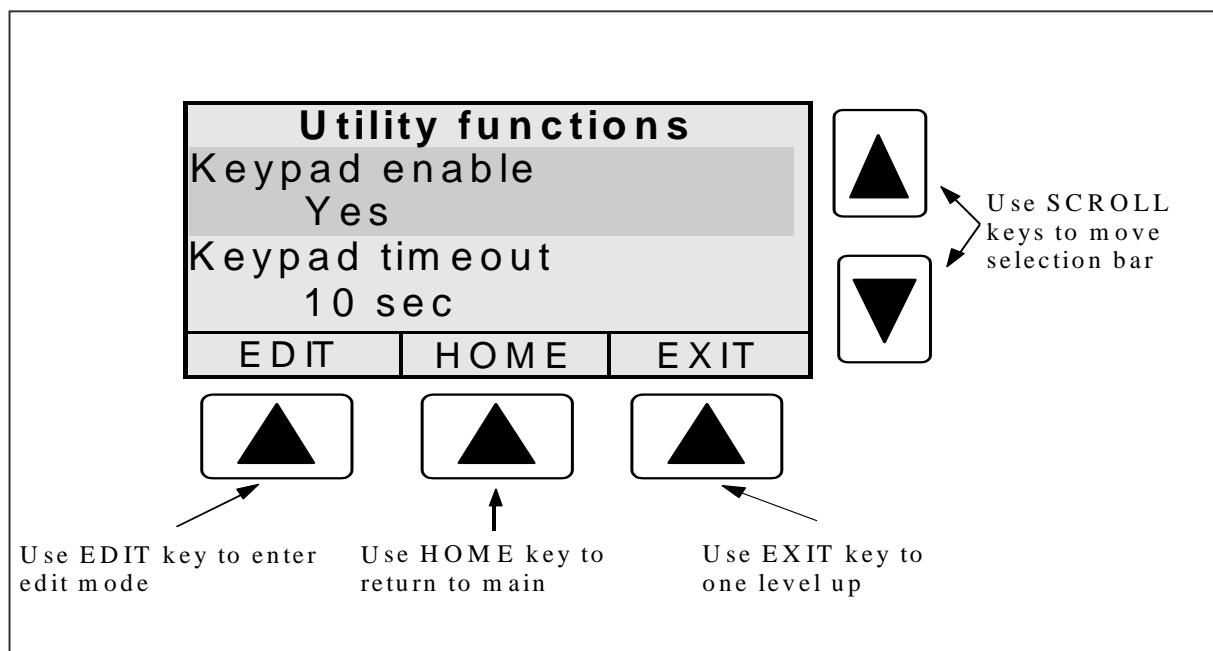 Utility functions
Keypad enable
Yes
Keypad timeout
10 sec
EDIT HOME EXIT
Use SCROLL
keys to move
selection bar
Use EDIT key to enter
edit mode
Use HOME key to
return to main
Use EXIT key to
one level up